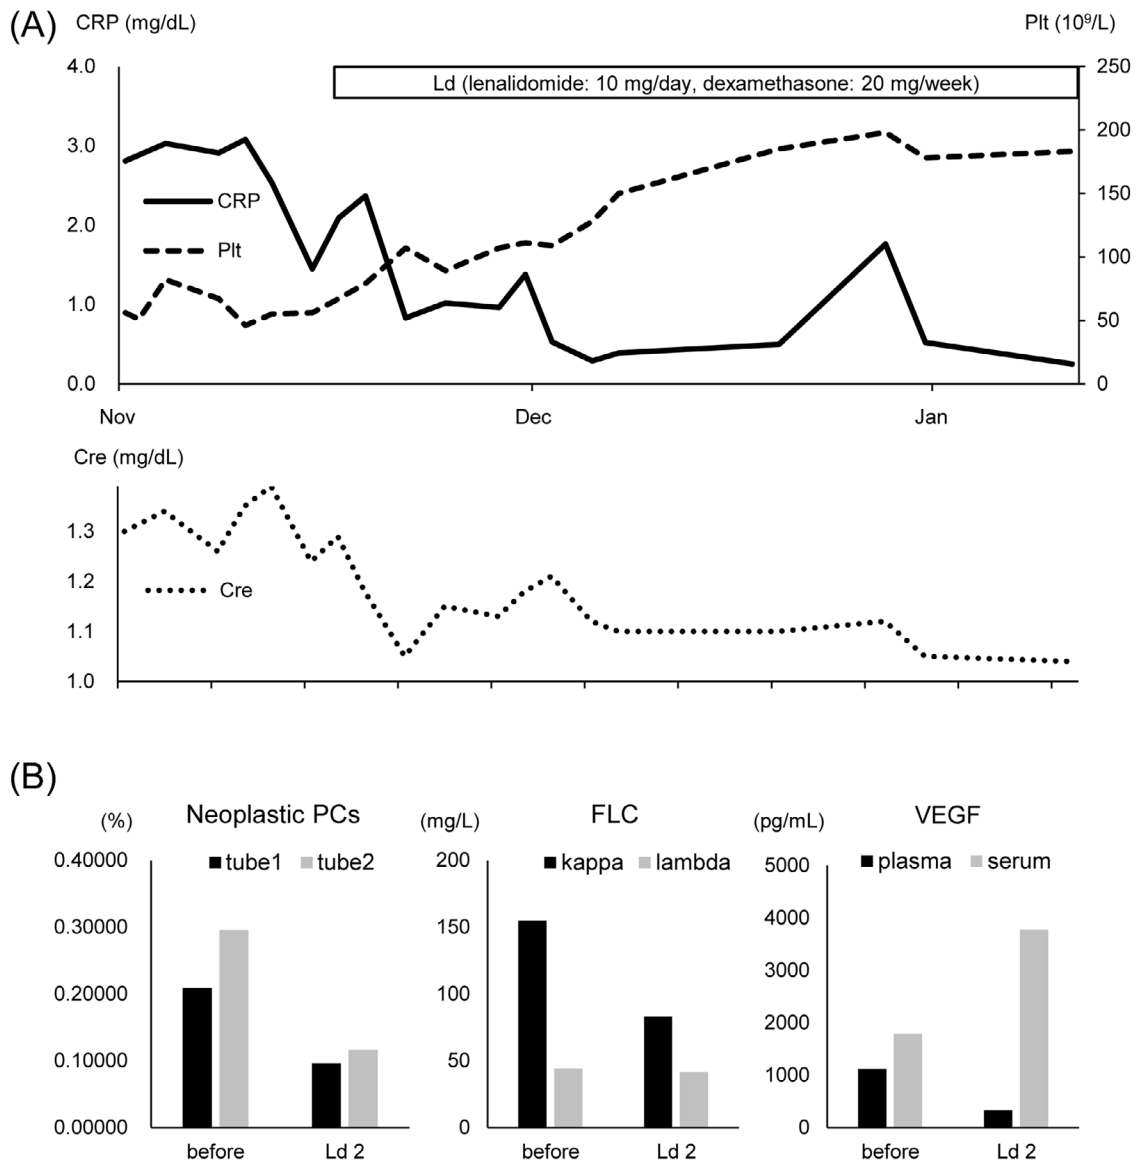 (A)
CRP (mg/dL)
Plt (10⁹/L)
4.0
3.0
2.0
1.0
0.0
250
200
150
100
50
0
Ld (lenalidomide: 10 mg/day, dexamethasone: 20 mg/week)
CRP
Plt
Nov
Dec
Jan
Cre (mg/dL)
1.3
1.2
1.1
1.0
Cre
(B)
(%)
Neoplastic PCs
tube1
tube2
0.40000
0.30000
0.20000
0.10000
0.00000
before
Ld 2
(mg/L)
FLC
kappa
lambda
200
150
100
50
0
before
Ld 2
(pg/mL)
VEGF
plasma
serum
5000
4000
3000
2000
1000
0
before
Ld 2